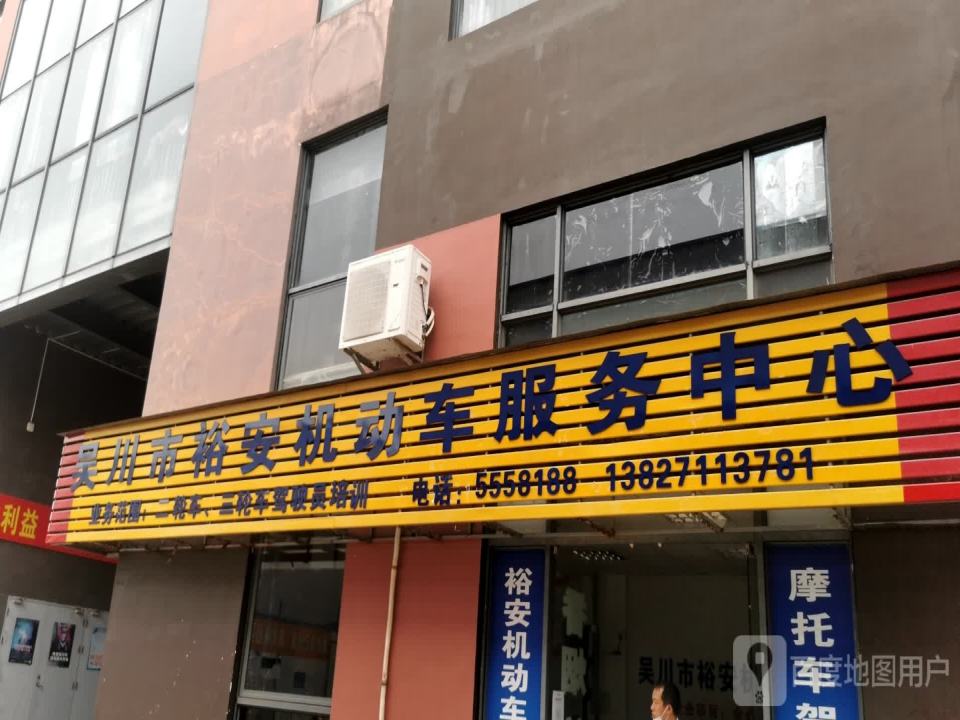 吴川市裕安机动车服务中心
业务范围：二轮车、三轮车驾驶员培训 电话：5558188 13827113781
利益
裕安机动车
摩托车驾
吴川市裕安机
百度地图用户